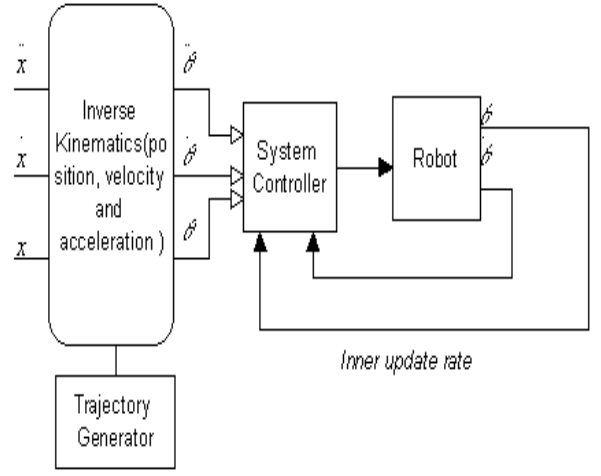 ẍ
ẋ
x
Inverse
Kinematics(po
sition, velocity
and
acceleration )
θ̈
θ̇
θ
System
Controller
Robot
θ
θ̇
Inner update rate
Trajectory
Generator